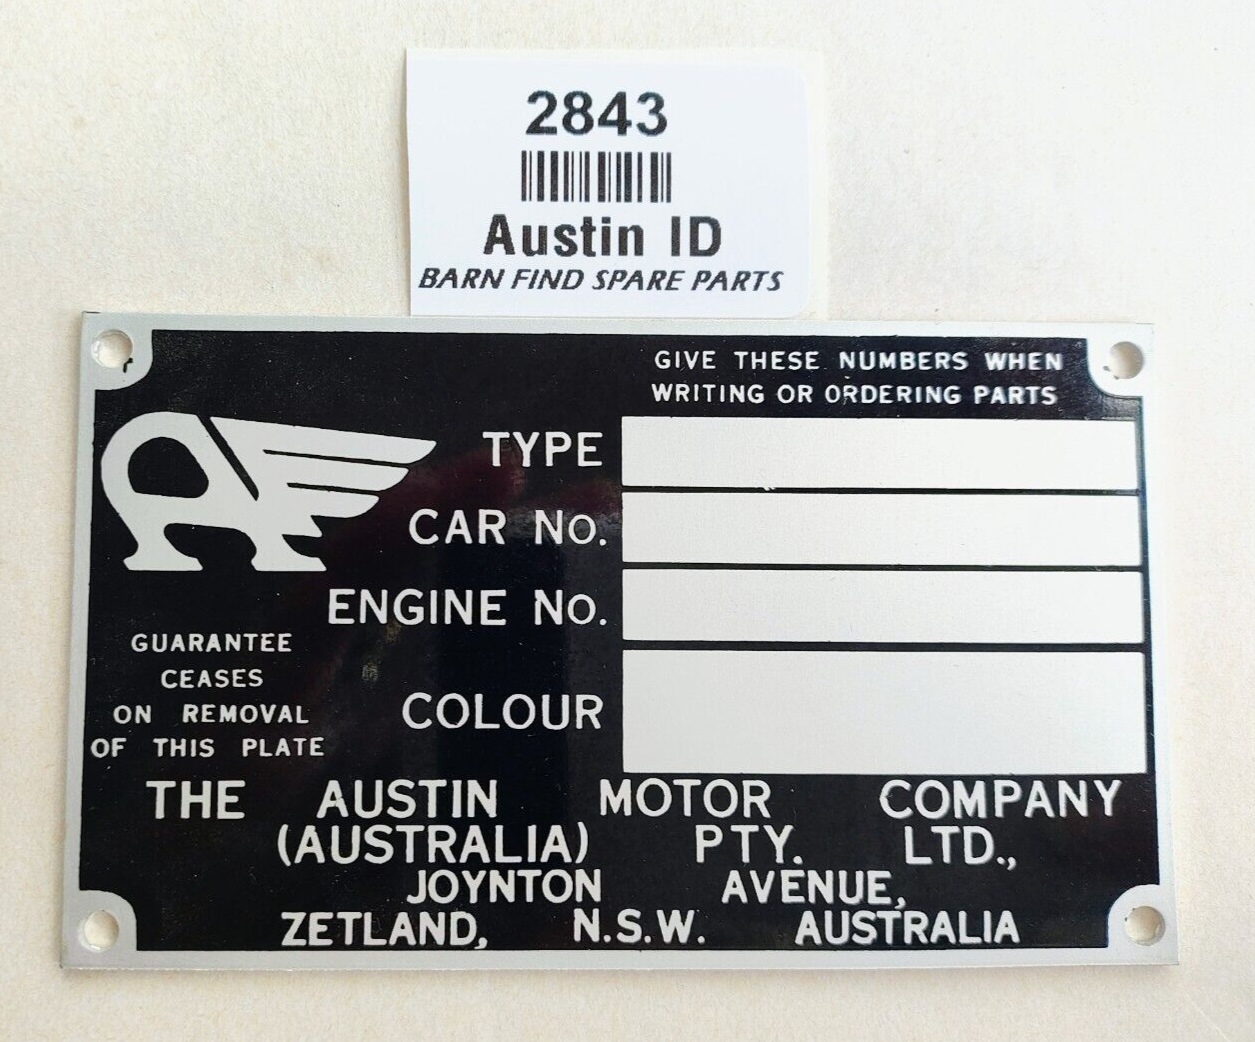 2843
Austin ID
BARN FIND SPARE PARTS
GIVE THESE NUMBERS WHEN
WRITING OR ORDERING PARTS
TYPE
CAR No.
ENGINE No.
GUARANTEE
CEASES
ON REMOVAL
OF THIS PLATE
COLOUR
THE AUSTIN MOTOR COMPANY
(AUSTRALIA) PTY. LTD.,
JOYNTON AVENUE,
ZETLAND, N.S.W. AUSTRALIA